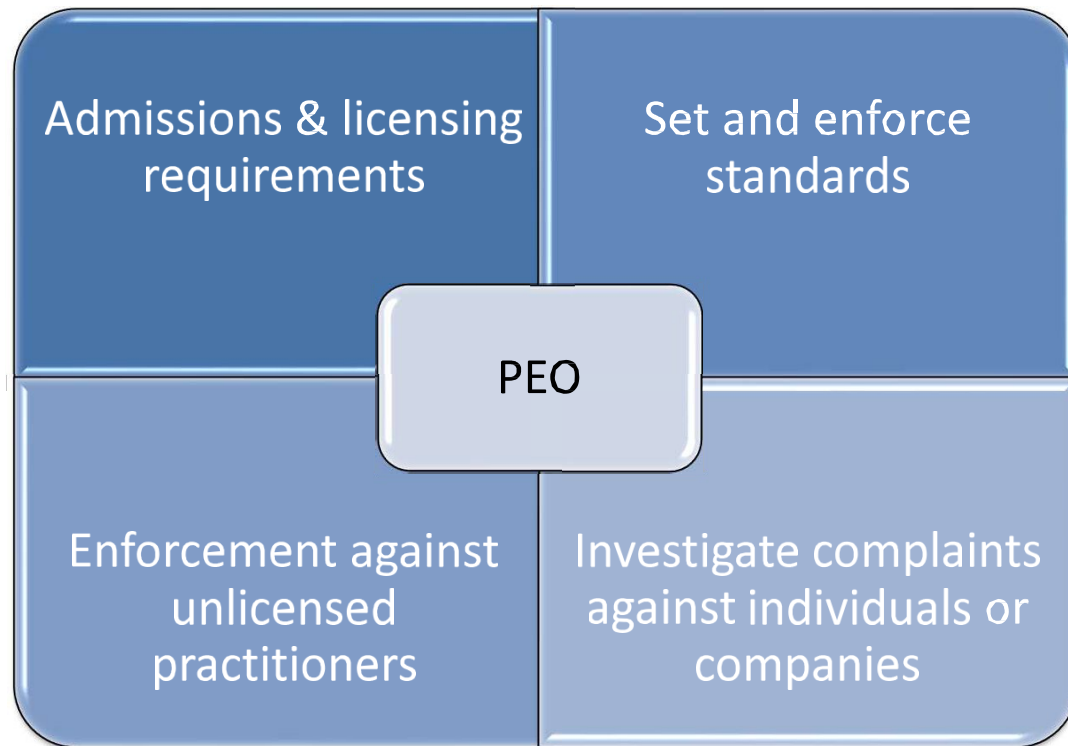 Admissions & licensing
requirements
Set and enforce
standards
PEO
Enforcement against
unlicensed
practitioners
Investigate complaints
against individuals or
companies